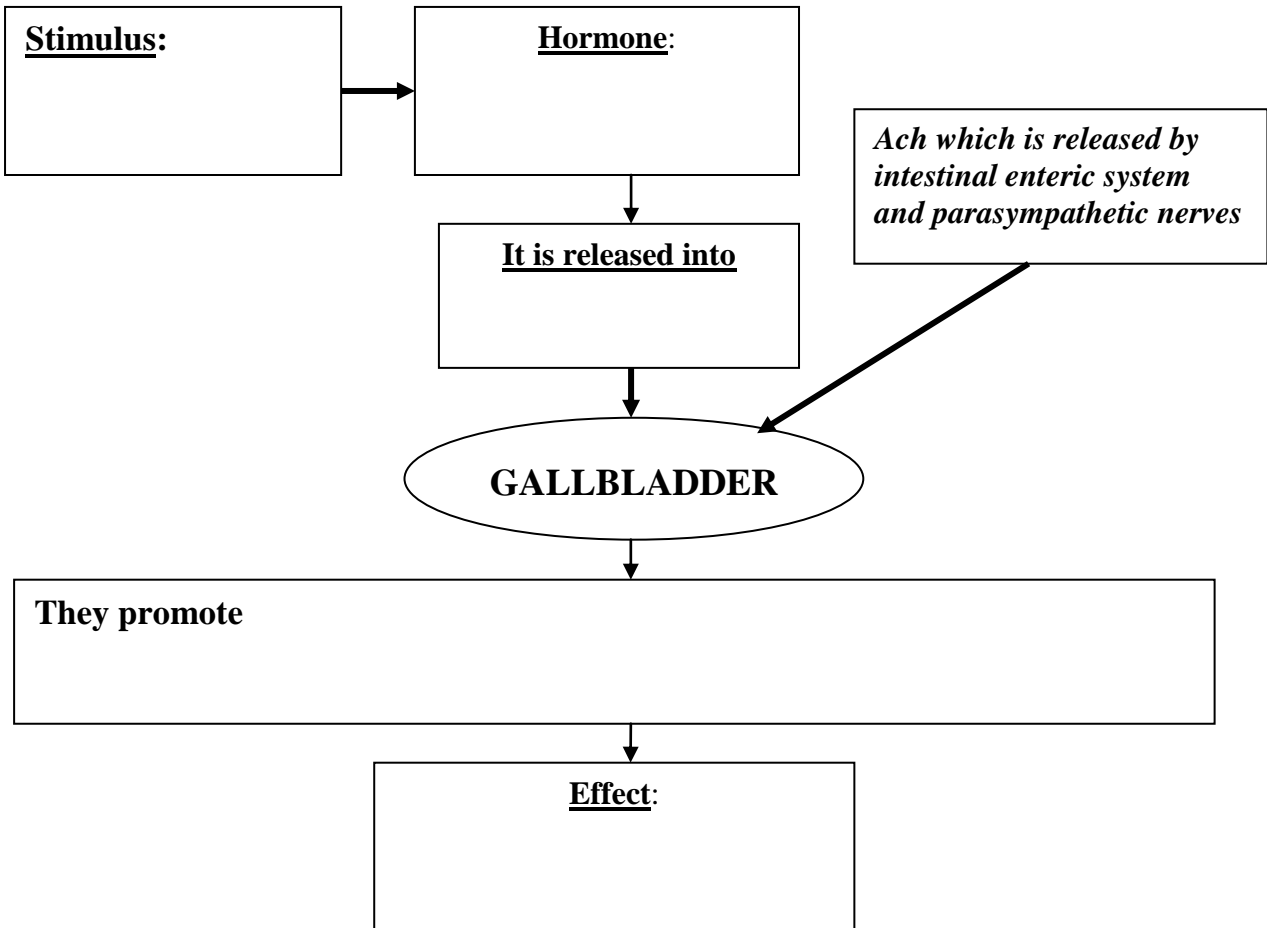 Stimulus:
Hormone:
Ach which is released by
intestinal enteric system
and parasympathetic nerves
It is released into
GALLBLADDER
They promote
Effect: